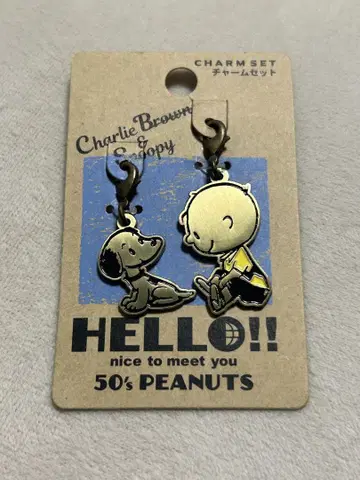 CHARM SET
チャームセット
Charlie Brown
&
Snoopy
HELLO!!
nice to meet you
50's PEANUTS